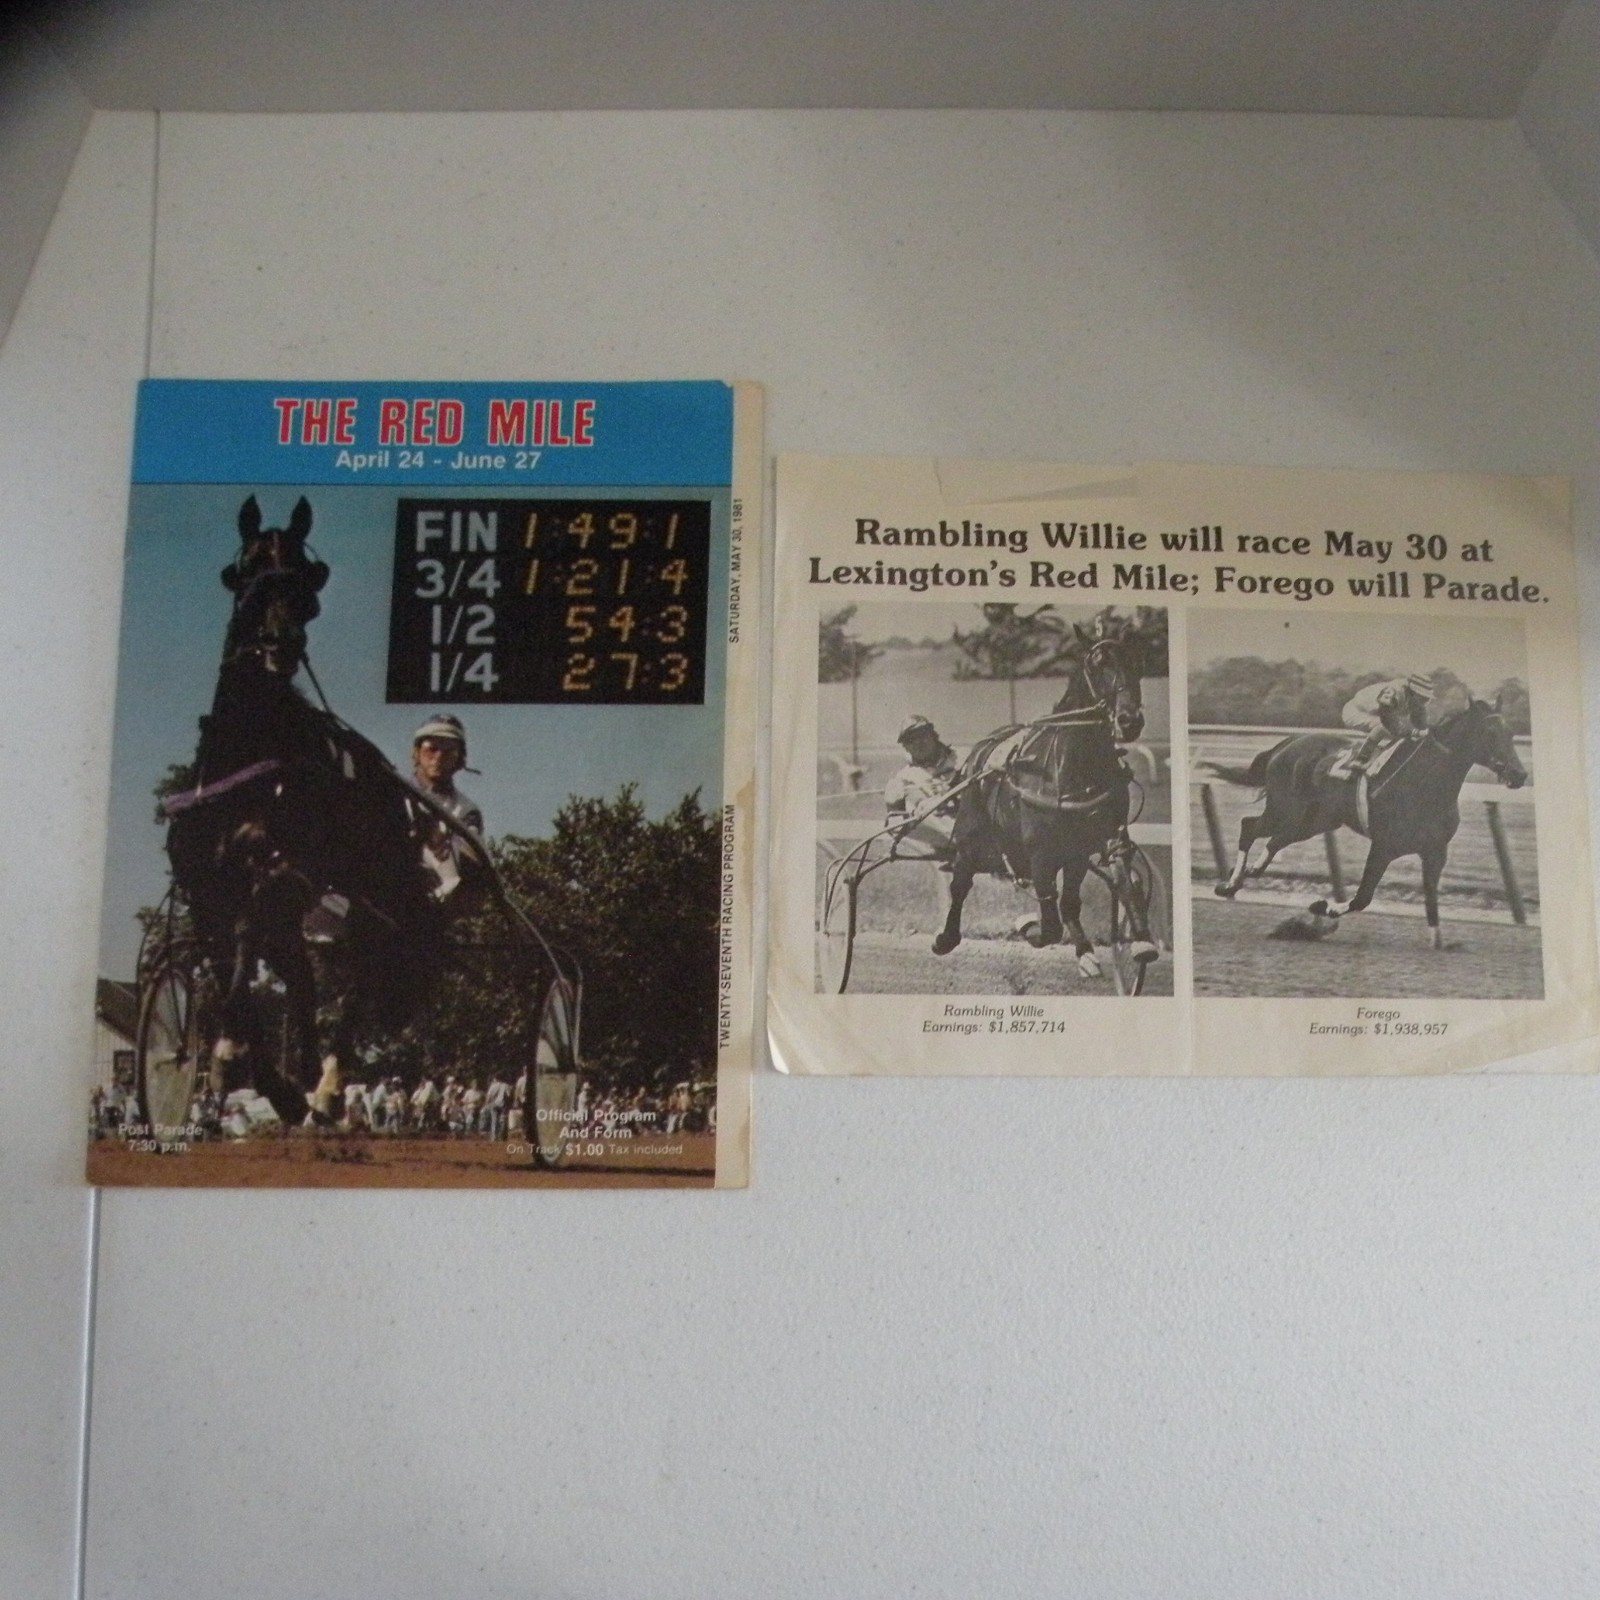 THE RED MILE
April 24 - June 27
FIN 1:49:1
3/4 1:21:4
1/2 54:3
1/4 27:3
SATURDAY, MAY 30, 1981
TWENTY-SEVENTH RACING PROGRAM
Post Parade
7:30 p.m.
Official Program
And Form
On Track $1.00 Tax included
Rambling Willie will race May 30 at
Lexington's Red Mile; Forego will Parade.
5
Rambling Willie
Earnings: $1,857,714
Forego
Earnings: $1,938,957